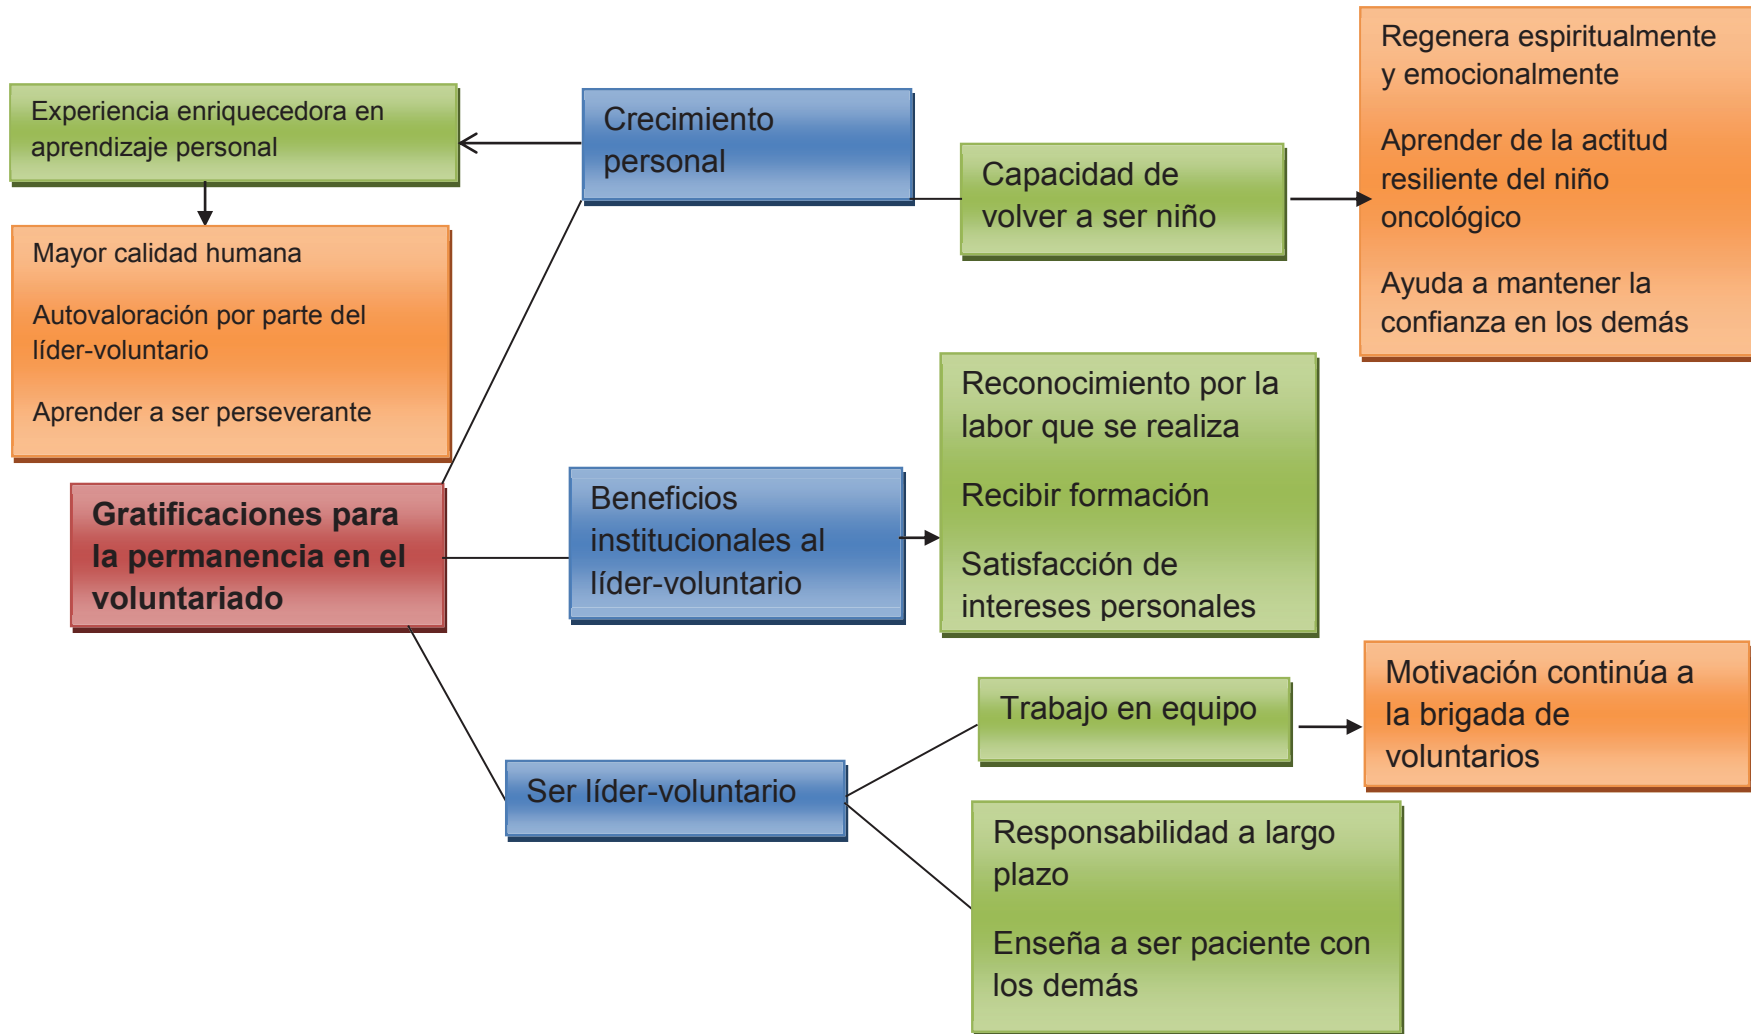 Experiencia enriquecedora en
aprendizaje personal
Mayor calidad humana
Autovaloración por parte del
líder-voluntario
Aprender a ser perseverante
Gratificaciones para
la permanencia en el
voluntariado
Crecimiento
personal
Capacidad de
volver a ser niño
Regenera espiritualmente
y emocionalmente
Aprender de la actitud
resiliente del niño
oncológico
Ayuda a mantener la
confianza en los demás
Beneficios
institucionales al
líder-voluntario
Reconocimiento por la
labor que se realiza
Recibir formación
Satisfacción de
intereses personales
Ser líder-voluntario
Trabajo en equipo
Motivación continúa a
la brigada de
voluntarios
Responsabilidad a largo
plazo
Enseña a ser paciente con
los demás